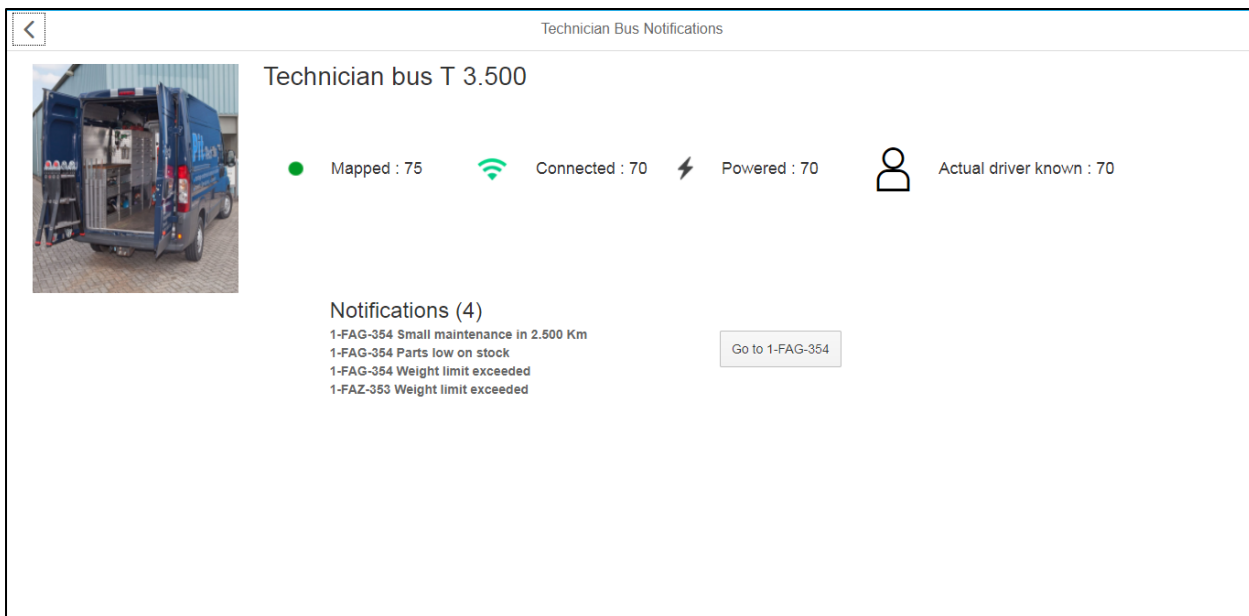 Technician Bus Notifications
Technician bus T 3.500
Mapped : 75
Connected : 70
Powered : 70
Actual driver known : 70
Notifications (4)
1-FAG-354 Small maintenance in 2.500 Km
1-FAG-354 Parts low on stock
1-FAG-354 Weight limit exceeded
1-FAZ-353 Weight limit exceeded
Go to 1-FAG-354